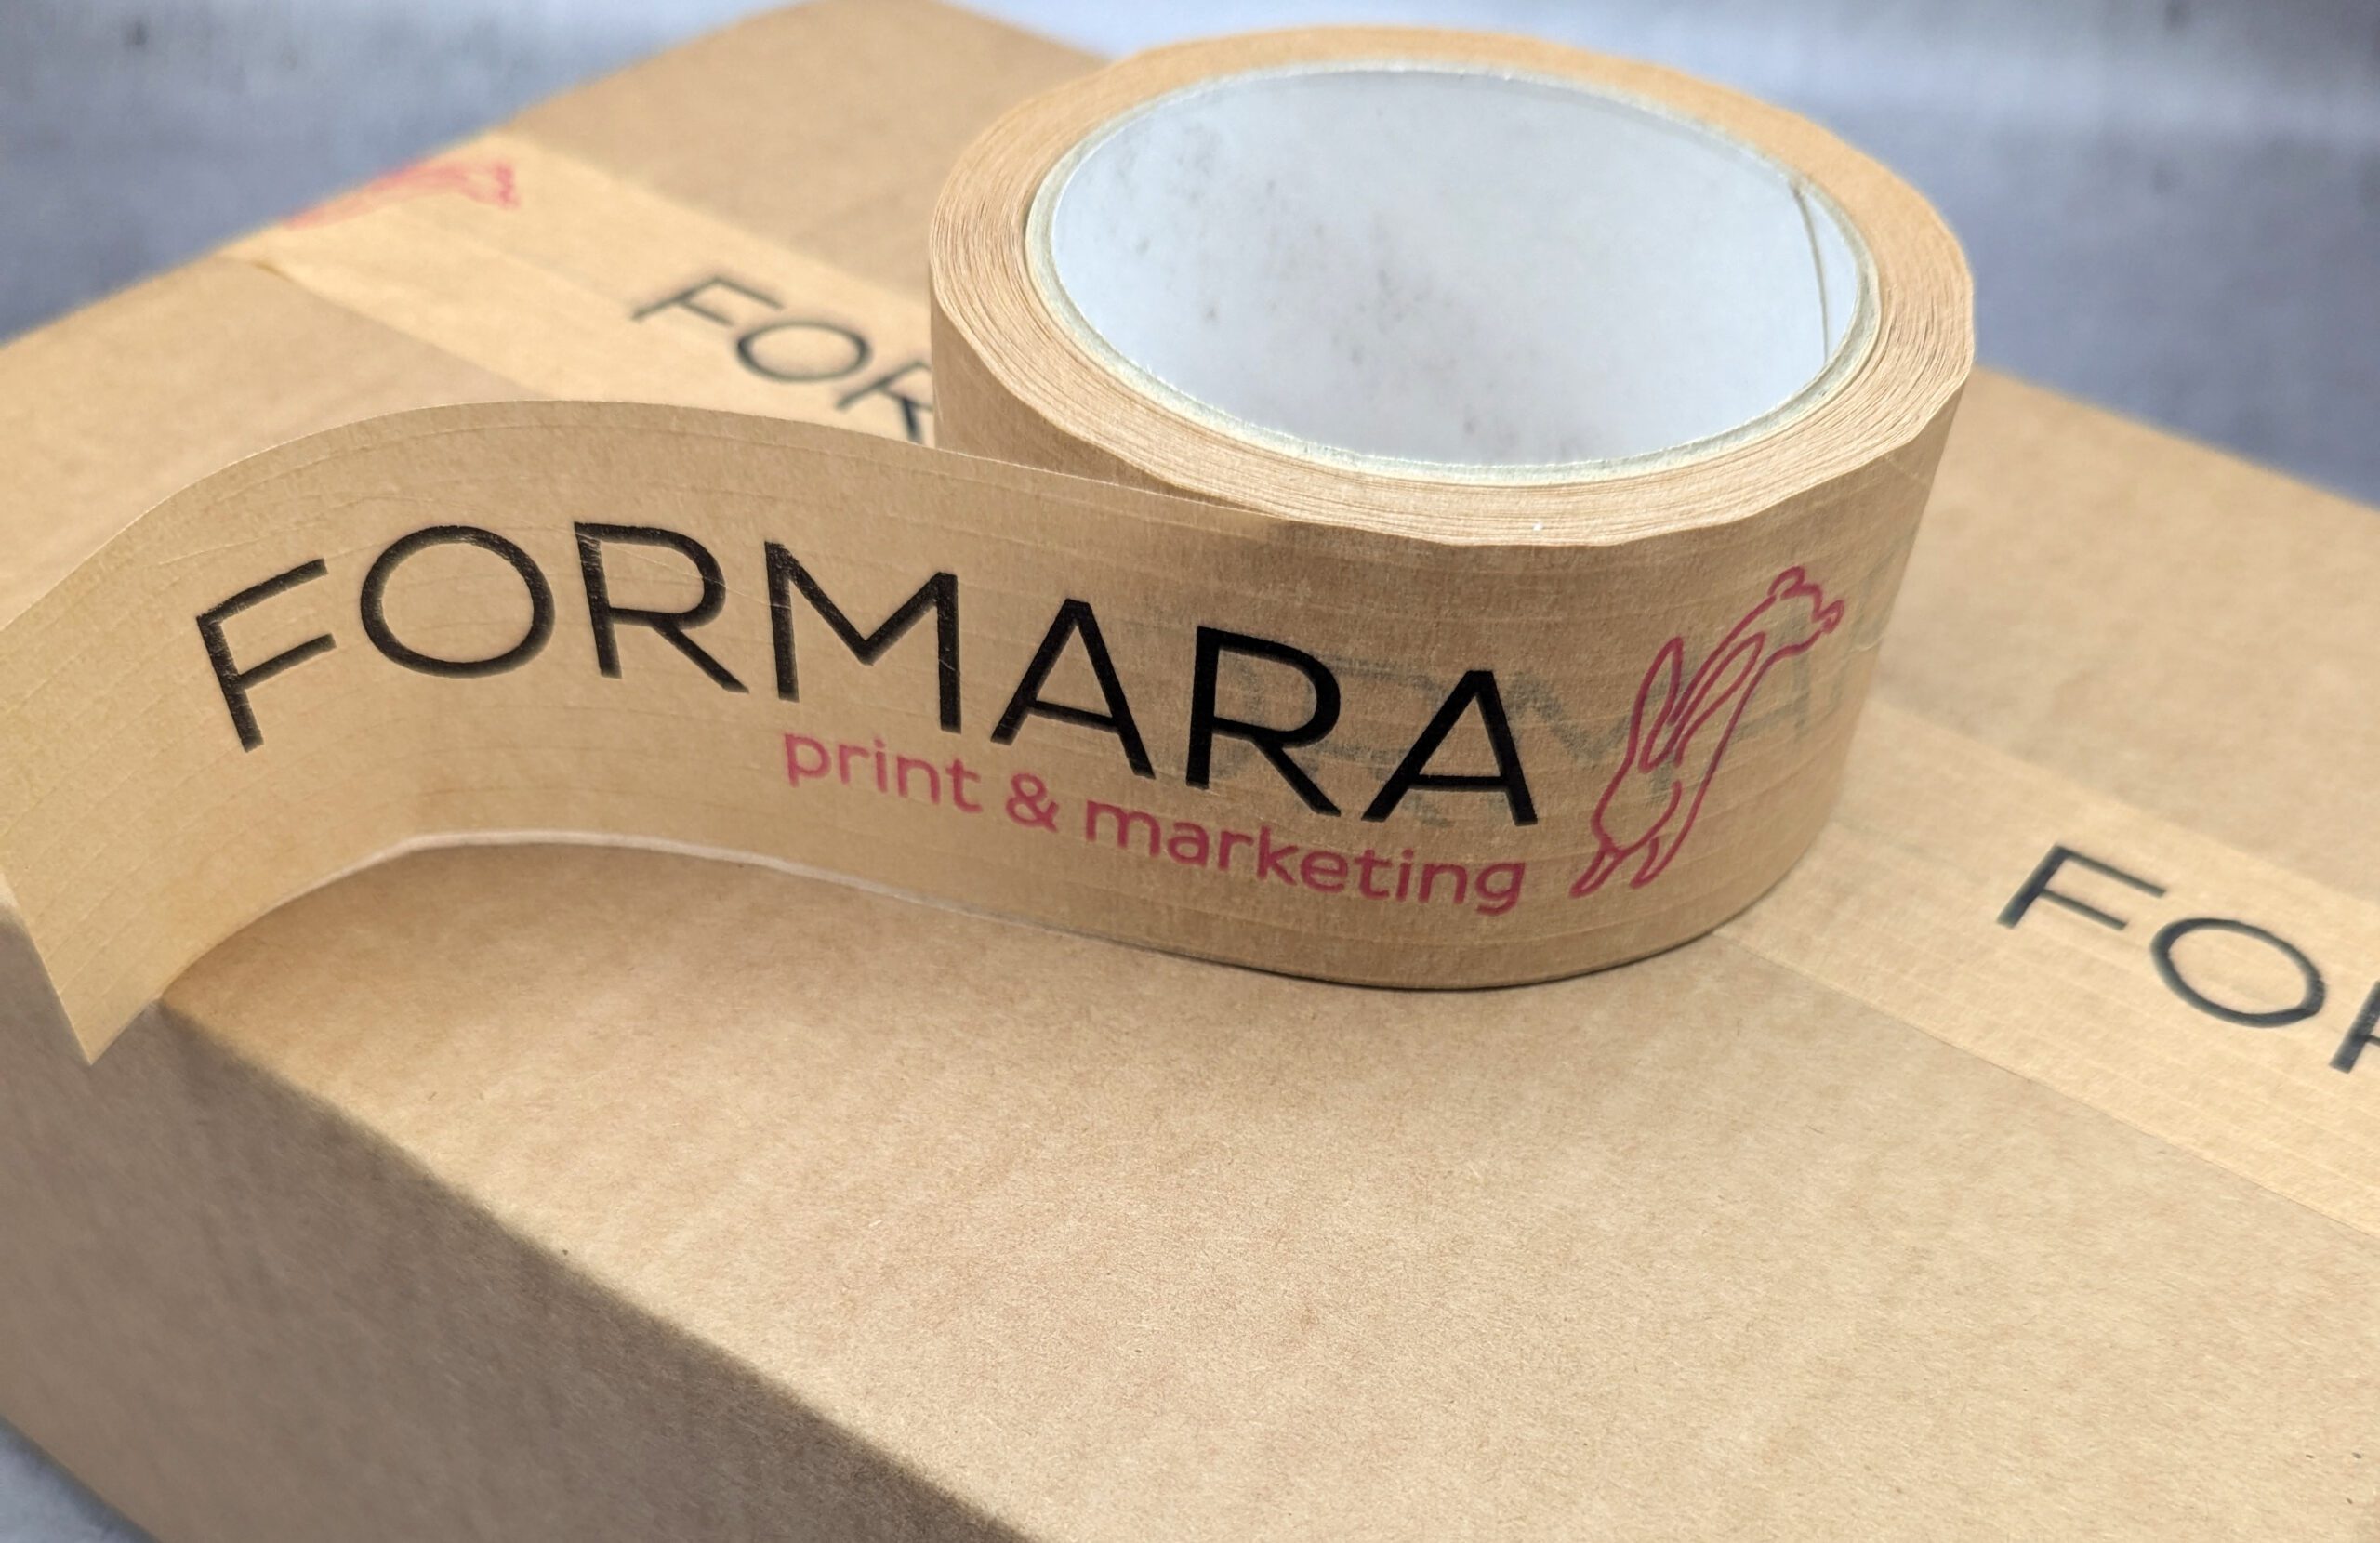 FOR
FORMARA
print & marketing
FOR